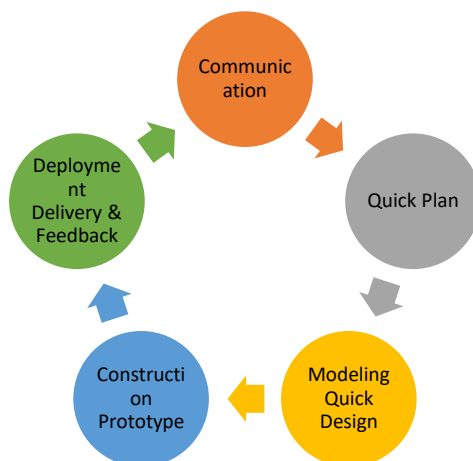 Communic
ation
Quick Plan
Modeling
Quick
Design
Constructi
on
Prototype
Deployme
nt
Delivery &
Feedback